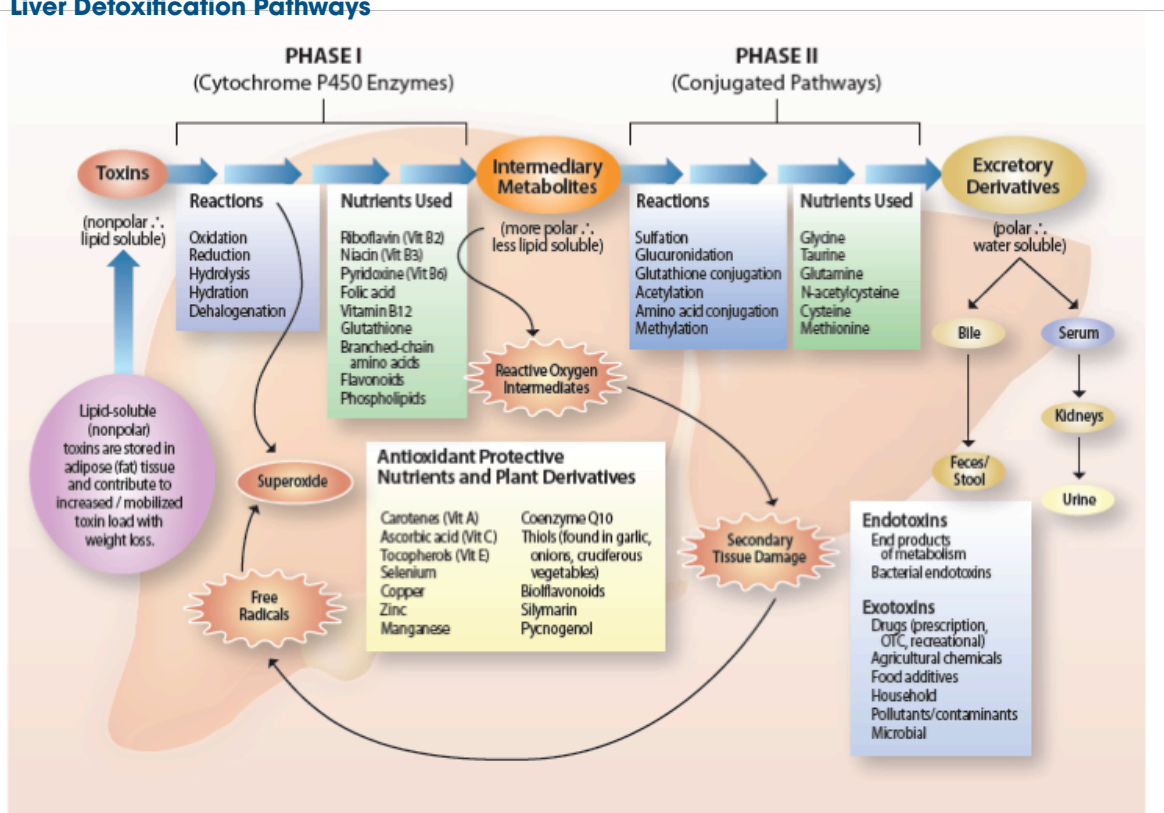 Liver Detoxification Pathways
PHASE I
(Cytochrome P450 Enzymes)
PHASE II
(Conjugated Pathways)
Toxins
(nonpolar ∴
lipid soluble)
Reactions
Oxidation
Reduction
Hydrolysis
Hydration
Dehalogenation
Nutrients Used
Riboflavin (Vit B2)
Niacin (Vit B3)
Pyridoxine (Vit B6)
Folic acid
Vitamin B12
Glutathione
Branched-chain
amino acids
Flavonoids
Phospholipids
Intermediary
Metabolites
(more polar ∴
less lipid soluble)
Reactions
Sulfation
Glucuronidation
Glutathione conjugation
Acetylation
Amino acid conjugation
Methylation
Nutrients Used
Glycine
Taurine
Glutamine
N-acetylcysteine
Cysteine
Methionine
Excretory
Derivatives
(polar ∴
water soluble)
Bile
Serum
Kidneys
Feces/
Stool
Urine
Reactive Oxygen
Intermediates
Lipid-soluble
(nonpolar)
toxins are stored in
adipose (fat) tissue
and contribute to
increased / mobilized
toxin load with
weight loss.
Superoxide
Free
Radicals
Antioxidant Protective
Nutrients and Plant Derivatives
Carotenes (Vit A)
Ascorbic acid (Vit C)
Tocopherols (Vit E)
Selenium
Copper
Zinc
Manganese
Coenzyme Q10
Thiols (found in garlic,
onions, cruciferous
vegetables)
Biolflavonoids
Silymarin
Pycnogenol
Secondary
Tissue Damage
Endotoxins
End products
of metabolism
Bacterial endotoxins
Exotoxins
Drugs (prescription,
OTC, recreational)
Agricultural chemicals
Food additives
Household
Pollutants/contaminants
Microbial